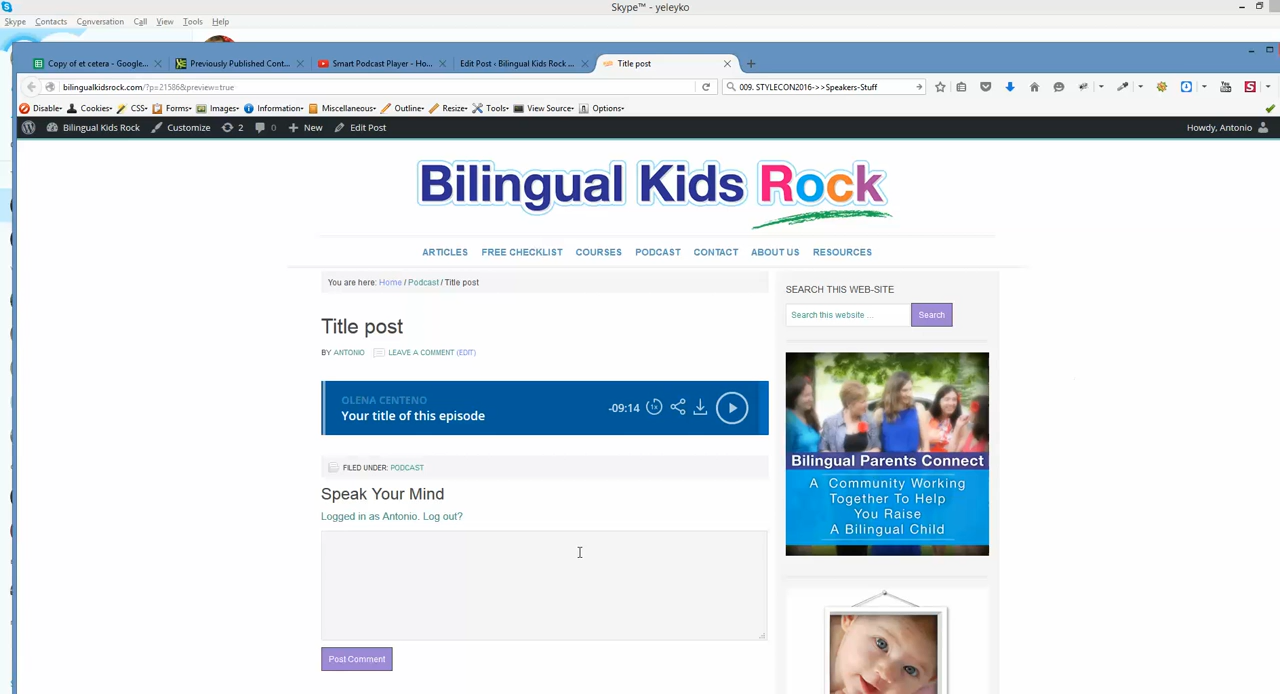 Skype™ - yeleyko
Skype Contacts Conversation Call View Tools Help
Copy of et cetera - Google... Previously Published Cont... Smart Podcast Player - Ho... Edit Post ‹ Bilingual Kids Rock ... Title post
bilingualkidsrock.com/?p=21586&preview=true 009. STYLECON2016->>Speakers-Stuff
Disable Cookies CSS Forms Images Information Miscellaneous Outline Resize Tools View Source Options
Bilingual Kids Rock Customize 2 0 New Edit Post Howdy, Antonio
Bilingual Kids Rock
ARTICLES FREE CHECKLIST COURSES PODCAST CONTACT ABOUT US RESOURCES
You are here: Home / Podcast / Title post
Title post
BY ANTONIO LEAVE A COMMENT (EDIT)
OLENA CENTENO
Your title of this episode
-09:14 1x
FILED UNDER: PODCAST
Speak Your Mind
Logged in as Antonio. Log out?
Post Comment
SEARCH THIS WEB-SITE
Search this website ... Search
Bilingual Parents Connect
A Community Working
Together To Help
You Raise
A Bilingual Child